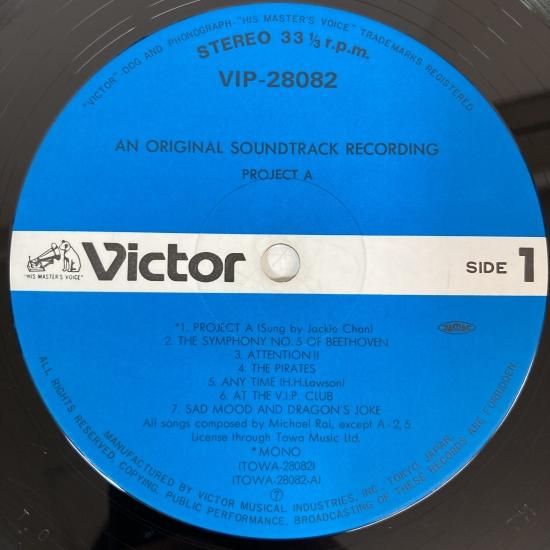 "VICTOR"-DOG AND PHONOGRAPH-"HIS MASTER'S VOICE" TRADEMARKS REGISTERED
STEREO 33 ⅓ r.p.m.
VIP-28082
AN ORIGINAL SOUNDTRACK RECORDING
PROJECT A
"HIS MASTER'S VOICE"
Victor
SIDE 1
*1. PROJECT A (Sung by Jackie Chan)
2. THE SYMPHONY NO. 5 OF BEETHOVEN
3. ATTENTION!!
4. THE PIRATES
5. ANY TIME (H.H.Lawson)
6. AT THE V.I.P. CLUB
7. SAD MOOD AND DRAGON'S JOKE
All songs composed by Michael Rai, except A-2, 5
License through Towa Music Ltd.
*MONO
(TOWA-28082)
(TOWA-28082-A)
JASRAC
MANUFACTURED BY VICTOR MUSICAL INDUSTRIES, INC., TOKYO, JAPAN.
ALL RIGHTS RESERVED. COPYING, PUBLIC PERFORMANCE, BROADCASTING OF THESE RECORDS ARE FORBIDDEN.